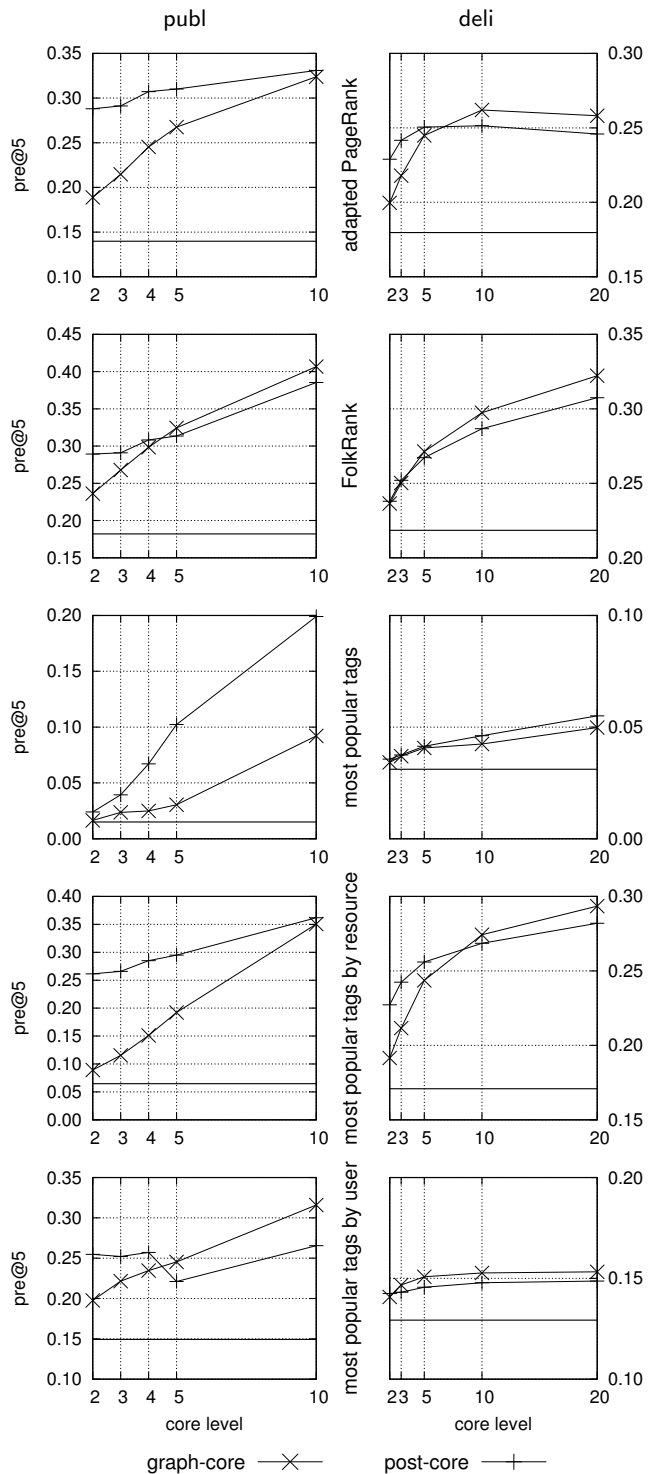 publ deli
0.35 0.30
0.30
0.25 0.25
0.20 0.20
0.15
0.10 0.15
pre@5 adapted PageRank
2 3 4 5 10 2 3 5 10 20
0.45 0.35
0.40
0.35 0.30
0.30
0.25 0.25
0.20
0.15 0.20
pre@5 FolkRank
2 3 4 5 10 2 3 5 10 20
0.20 0.10
0.15
0.10 0.05
0.05
0.00 0.00
pre@5 most popular tags
2 3 4 5 10 2 3 5 10 20
0.40 0.30
0.35
0.30 0.25
0.25
0.20
0.15 0.20
0.10
0.05
0.00 0.15
pre@5 most popular tags by resource
2 3 4 5 10 2 3 5 10 20
0.35 0.20
0.30
0.25 0.15
0.20
0.15
0.10 0.10
pre@5 most popular tags by user
2 3 4 5 10 2 3 5 10 20
core level core level
graph-core post-core